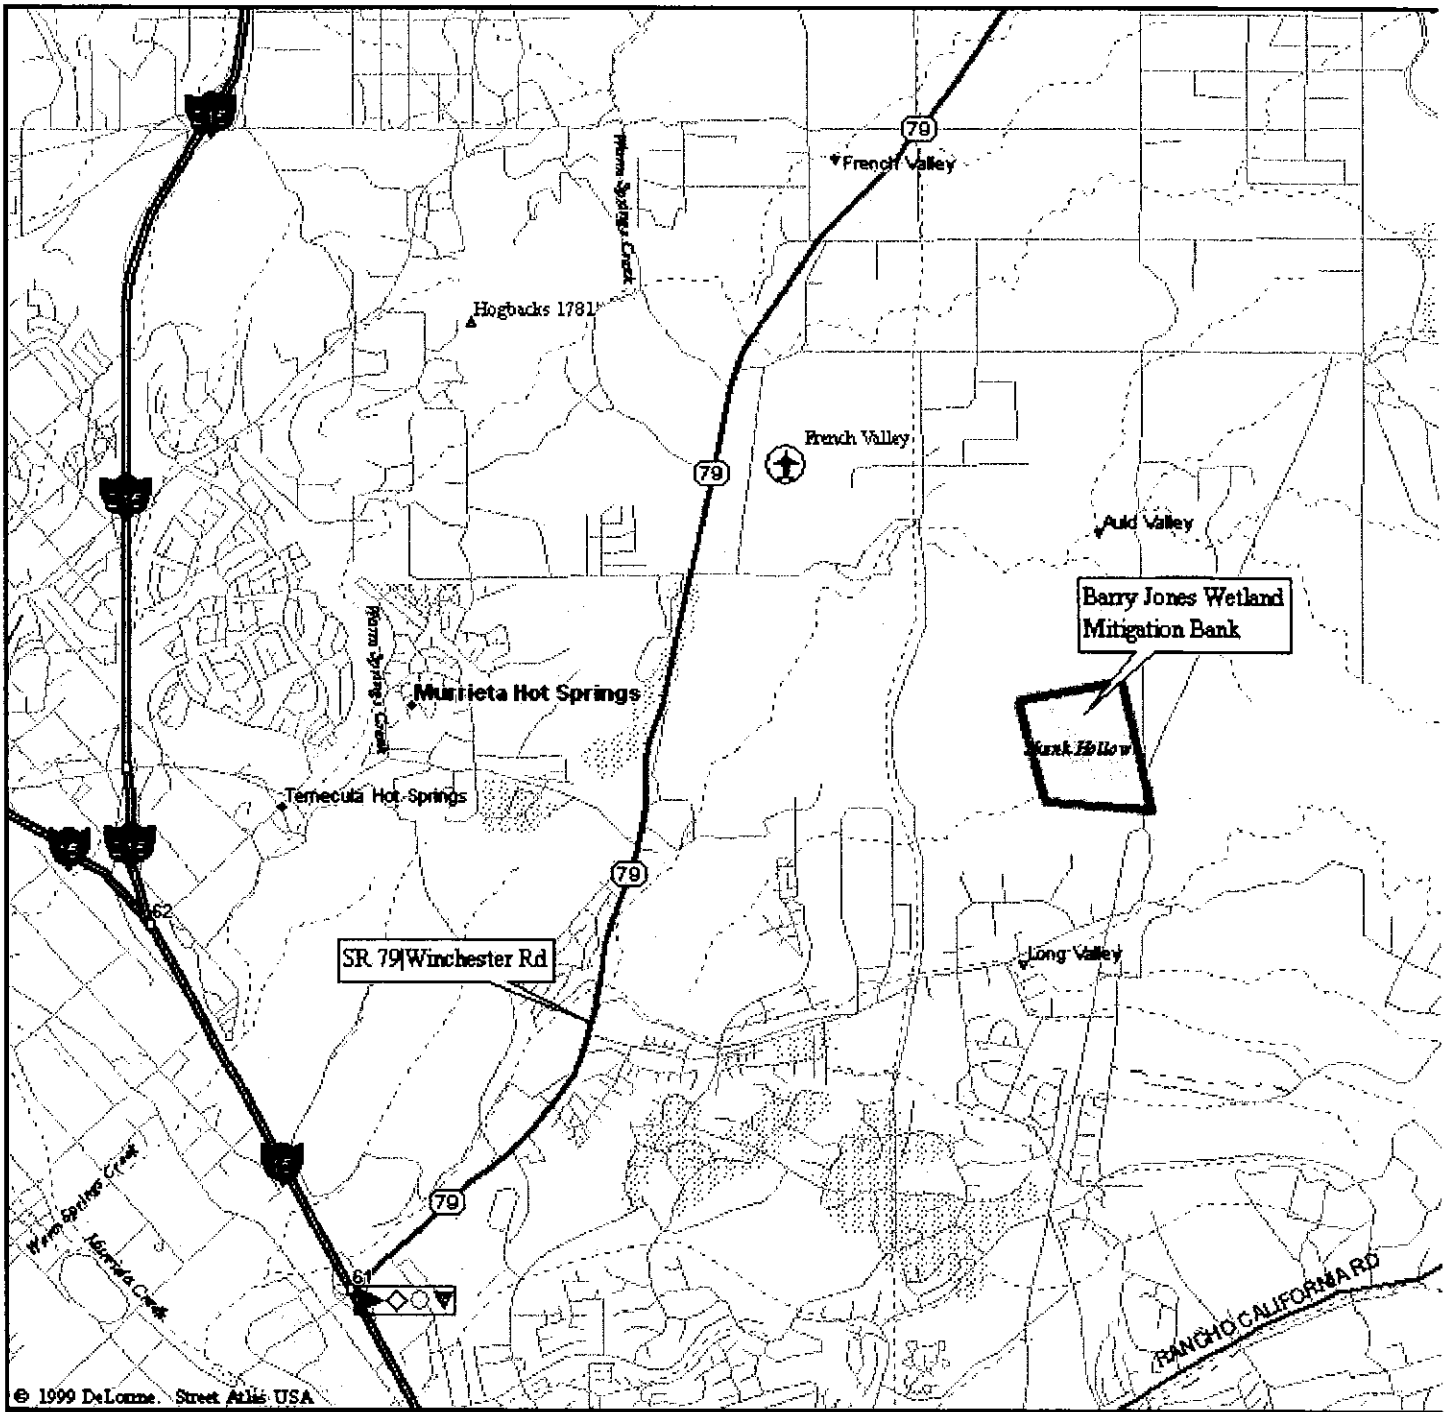 79
French Valley
Warm Springs Creek
Hogbacks 1781'
French Valley
79
Auld Valley
Barry Jones Wetland
Mitigation Bank
Warm Springs Creek
Murrieta Hot Springs
Skunk Hollow
Temecula Hot Springs
79
62
SR 79|Winchester Rd
Long Valley
Warm Springs Creek
79
Murrieta Creek
61
RANCHO CALIFORNIA RD
© 1999 DeLorme. Street Atlas USA